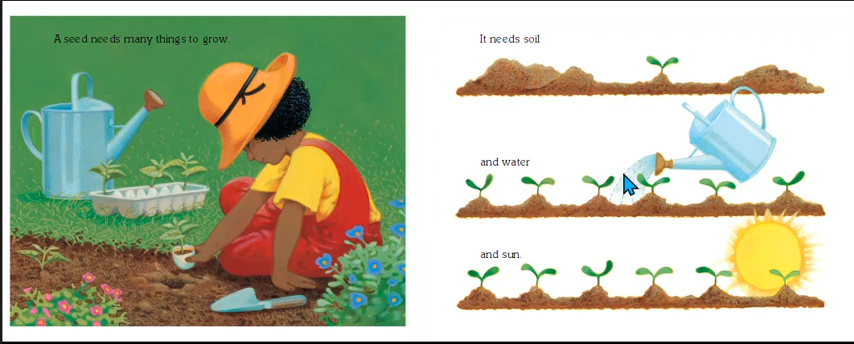 A seed needs many things to grow.
It needs soil
and water
and sun.